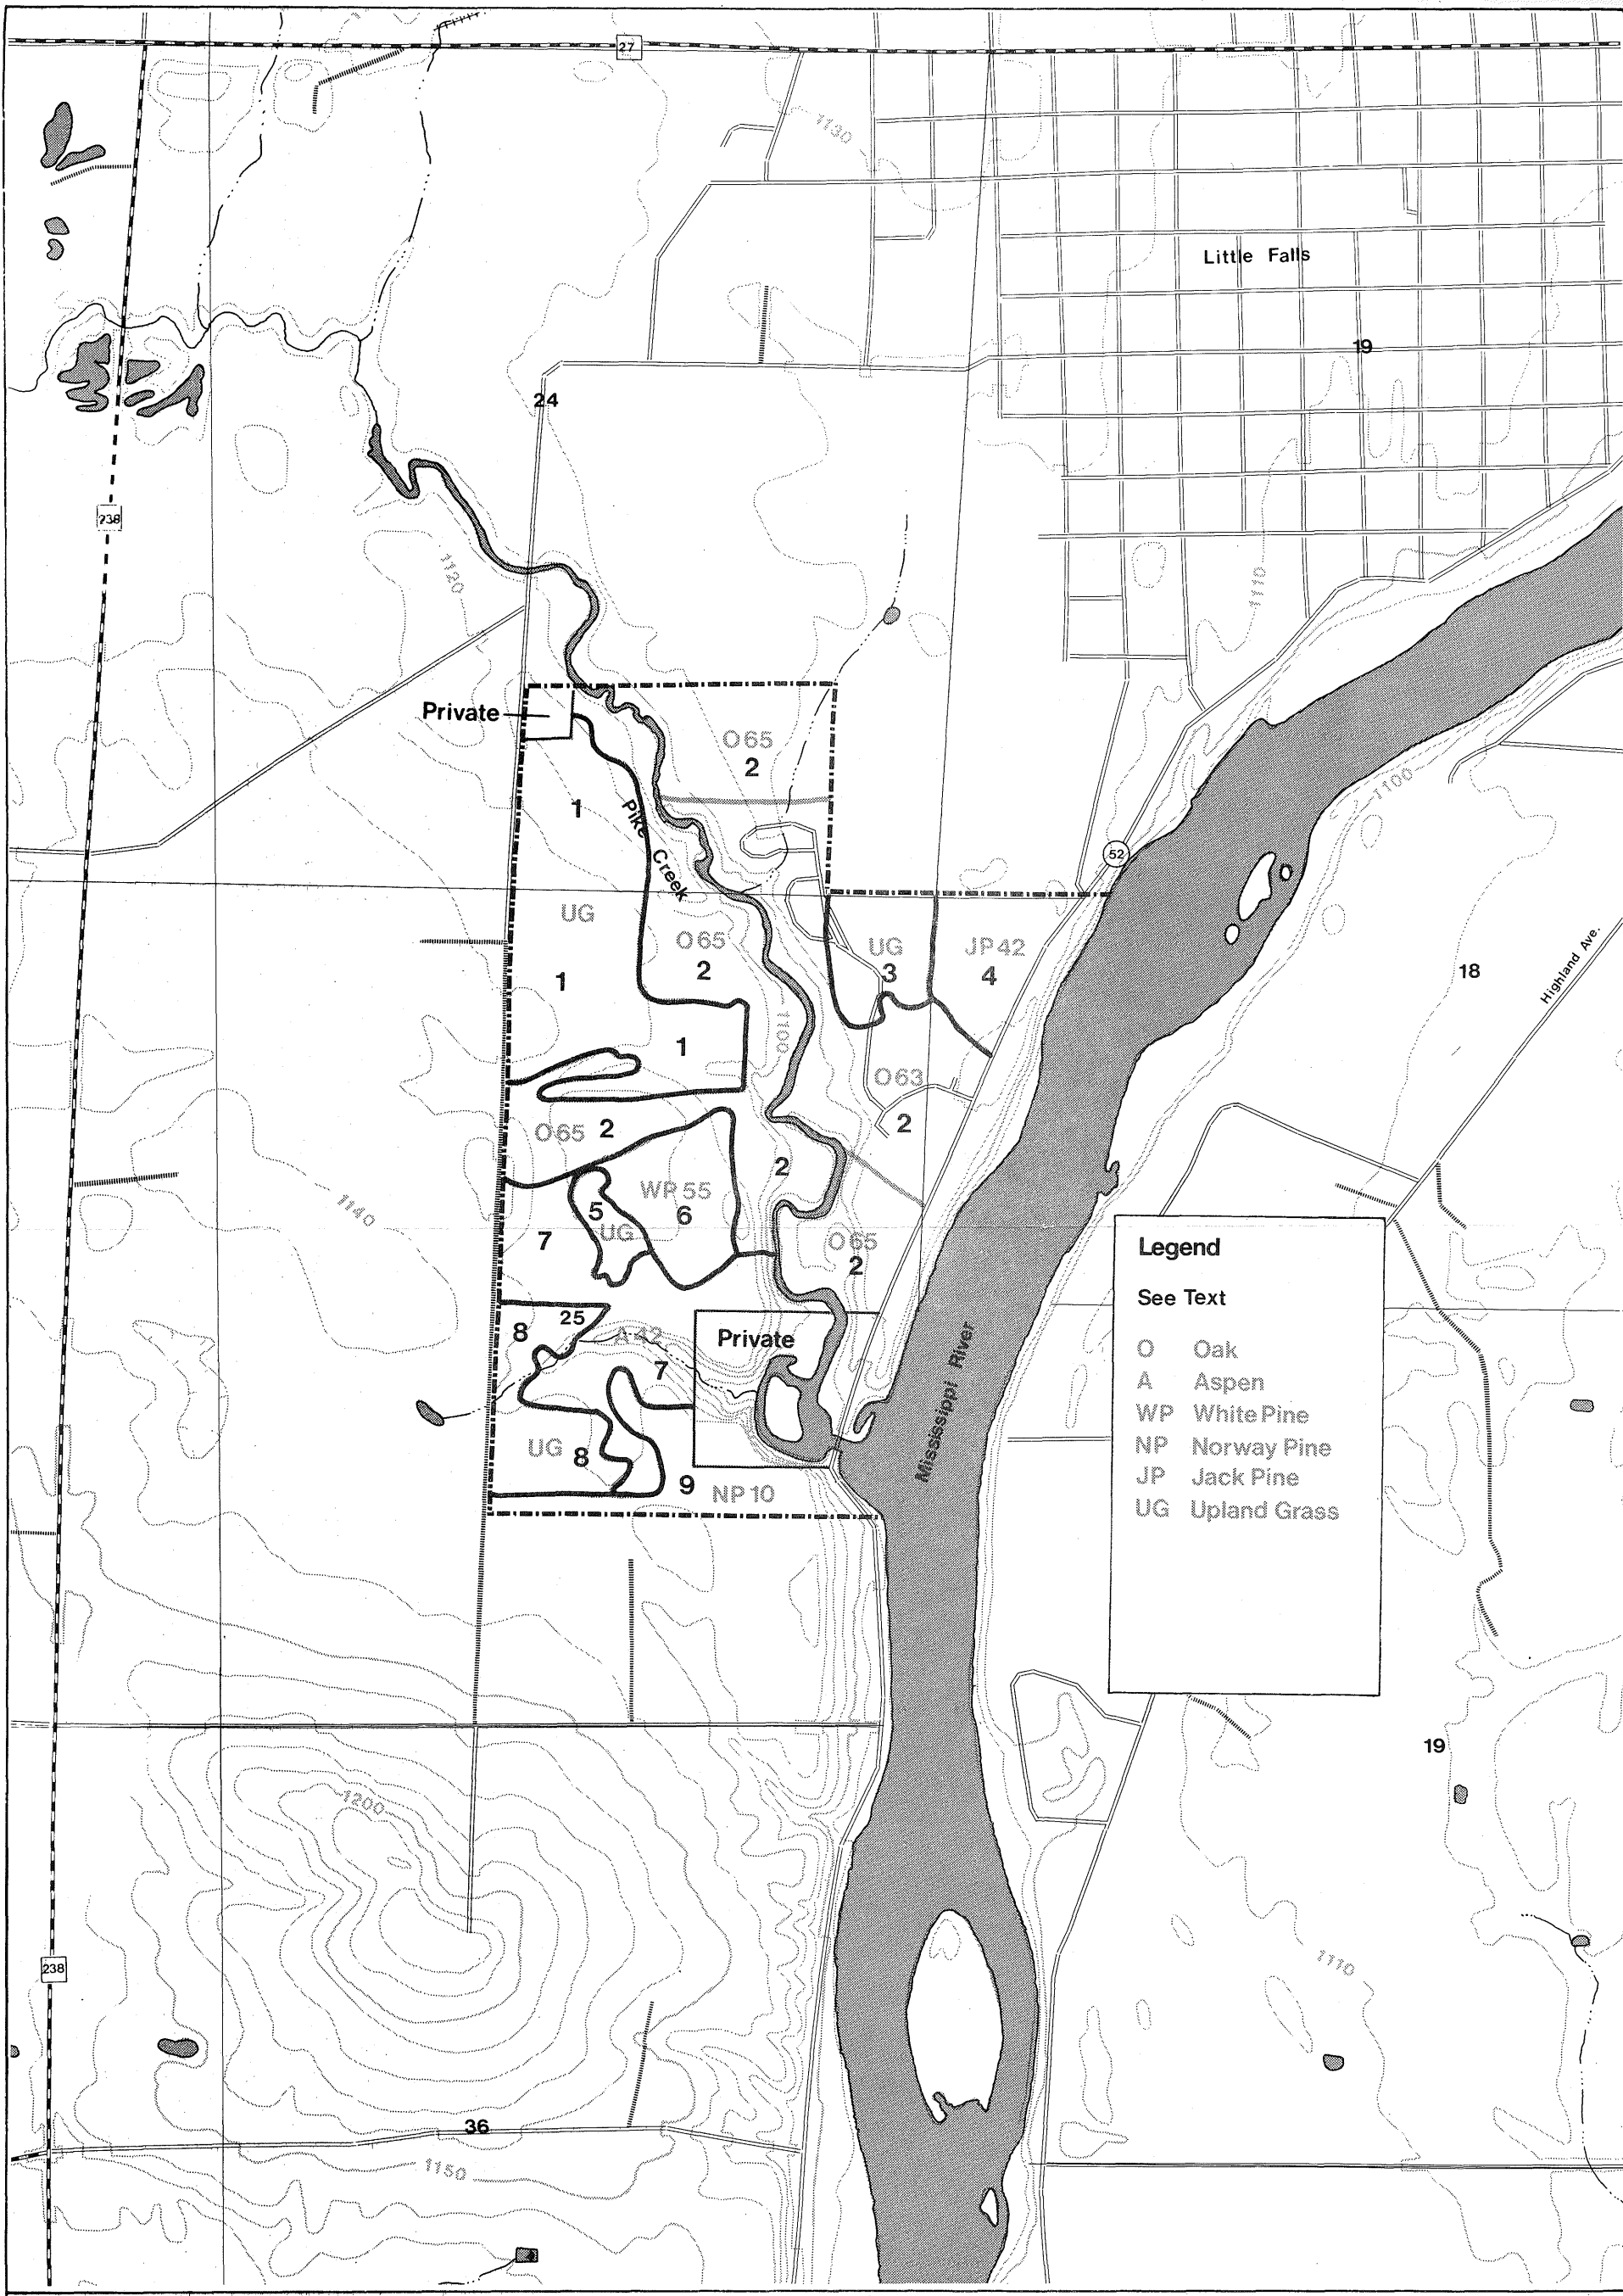 27
1130
Little Falls
19
24
238
1120
1110
Private
O 65
2
1100
1
Pike
Creek
52
UG
O 65
2
UG
3
JP 42
4
18
Highland Ave.
1
1100
1
O 63
2
O 65
2
2
WP 55
6
5
UG
1140
7
O 65
2
Legend
See Text
O Oak
A Aspen
WP White Pine
NP Norway Pine
JP Jack Pine
UG Upland Grass
25
8
A 42
Private
7
Mississippi River
UG
8
9
NP 10
19
1200
238
1110
36
1150